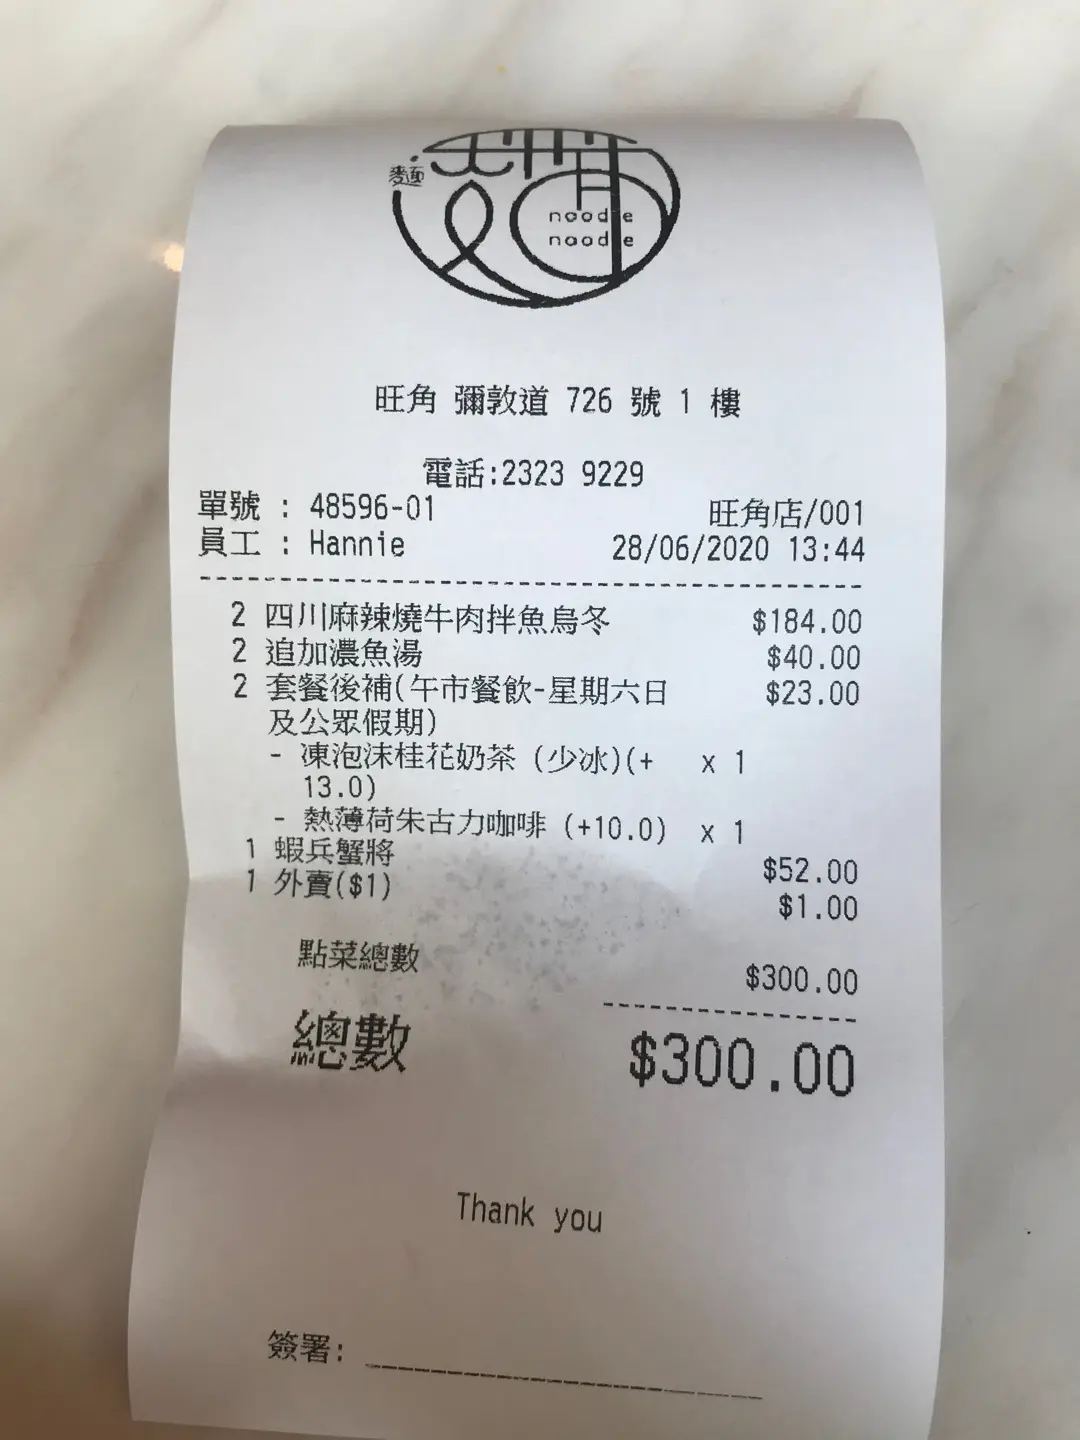 麵
noodle
noodle
旺角 彌敦道 726 號 1 樓
電話:2323 9229
單號 : 48596-01 旺角店/001
員工 : Hannie 28/06/2020 13:44
2 四川麻辣燒牛肉拌魚烏冬 $184.00
2 追加濃魚湯 $40.00
2 套餐後補(午市餐飲-星期六日 $23.00
及公眾假期)
- 凍泡沫桂花奶茶 (少冰)(+ x 1
13.0)
- 熱薄荷朱古力咖啡 (+10.0) x 1
1 蝦兵蟹將 $52.00
1 外賣($1) $1.00
點菜總數 $300.00
總數 $300.00
Thank you
簽署: